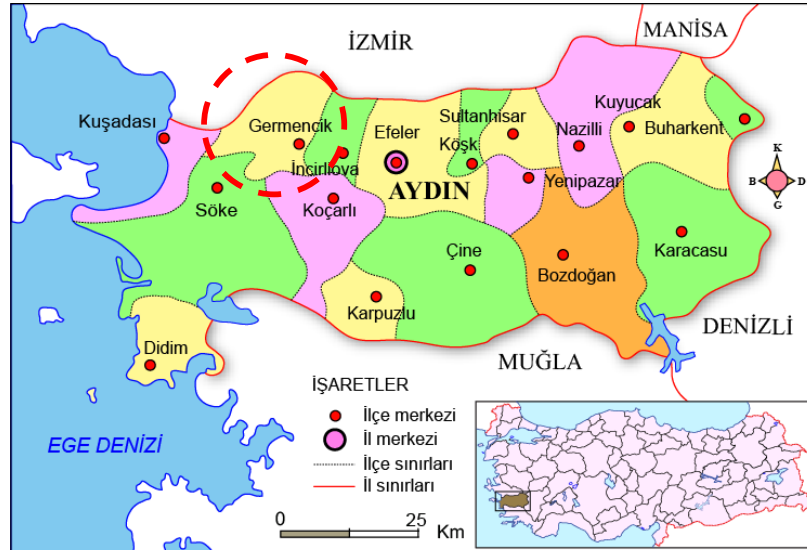 İZMİR
MANİSA
Kuşadası
Germencik
İncirliova
Efeler
AYDIN
Sultanhisar
Köşk
Kuyucak
Nazilli
Buharkent
Yenipazar
Söke
Koçarlı
Çine
Bozdoğan
Karacasu
Karpuzlu
Didim
DENİZLİ
MUĞLA
K
B D
G
EGE DENİZİ
İŞARETLER
İlçe merkezi
İl merkezi
İlçe sınırları
İl sınırları
0 25
Km